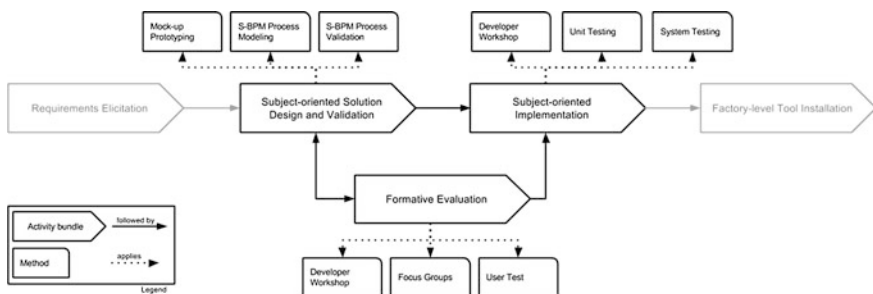 Mock-up
Prototyping
S-BPM Process
Modeling
S-BPM Process
Validation
Developer
Workshop
Unit Testing
System Testing
Requirements Elicitation
Subject-oriented Solution
Design and Validation
Subject-oriented
Implementation
Factory-level Tool Installation
Formative Evaluation
Activity bundle
followed by
Method
applies
Legend
Developer
Workshop
Focus Groups
User Test